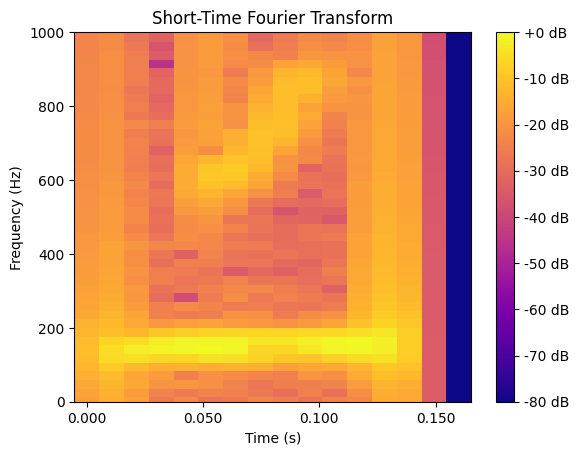 Short-Time Fourier Transform
1000
800
600
400
200
0
Frequency (Hz)
0.000
0.050
0.100
0.150
Time (s)
+0 dB
-10 dB
-20 dB
-30 dB
-40 dB
-50 dB
-60 dB
-70 dB
-80 dB